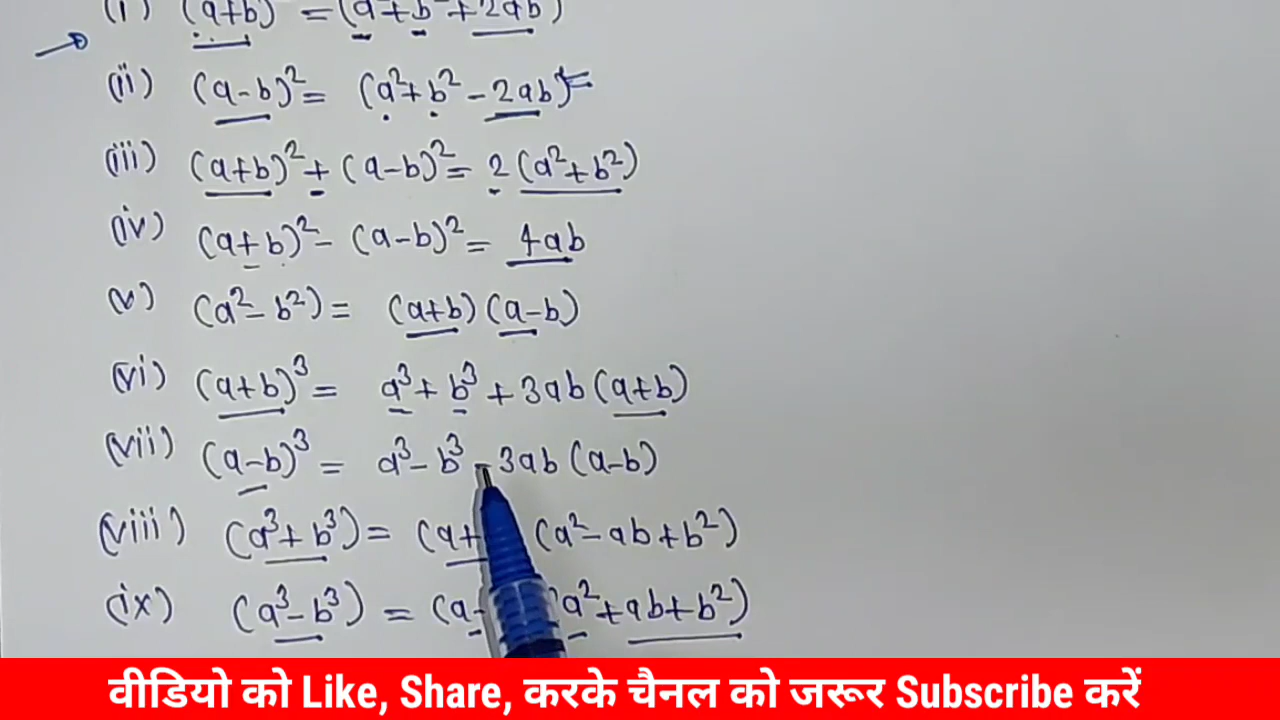 (i) (a+b) = (a²+b²+2ab)
(ii) (a-b)² = (a²+b²-2ab)
(iii) (a+b)² + (a-b)² = 2(a²+b²)
(iv) (a+b)² - (a-b)² = 4ab
(v) (a²-b²) = (a+b)(a-b)
(vi) (a+b)³ = a³+b³+3ab(a+b)
(vii) (a-b)³ = a³-b³-3ab(a-b)
(viii) (a³+b³) = (a+ (a²-ab+b²)
(ix) (a³-b³) = (a- a²+ab+b²)
वीडियो को Like, Share, करके चैनल को जरूर Subscribe करें